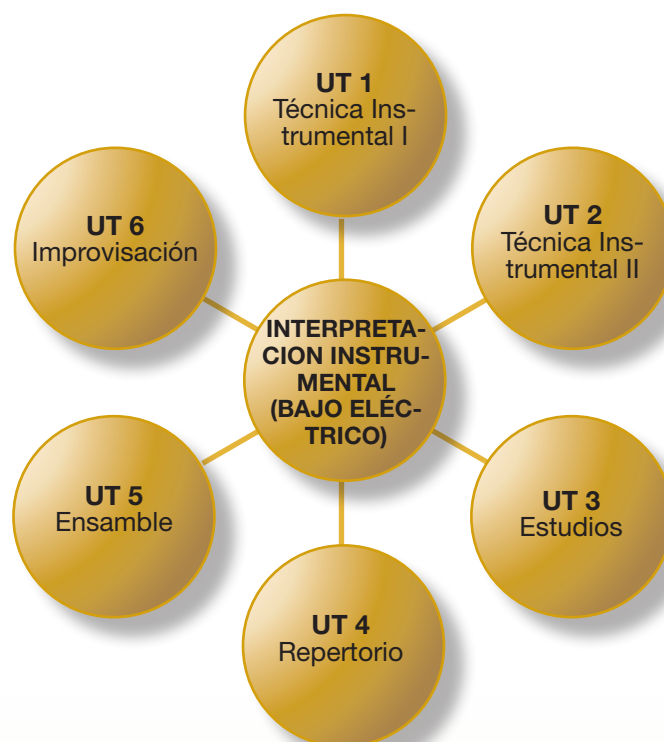 UT 1
Técnica Ins-
trumental I
UT 2
Técnica Ins-
trumental II
UT 6
Improvisación
INTERPRETA-
CION INSTRU-
MENTAL
(BAJO ELÉC-
TRICO)
UT 5
Ensamble
UT 3
Estudios
UT 4
Repertorio